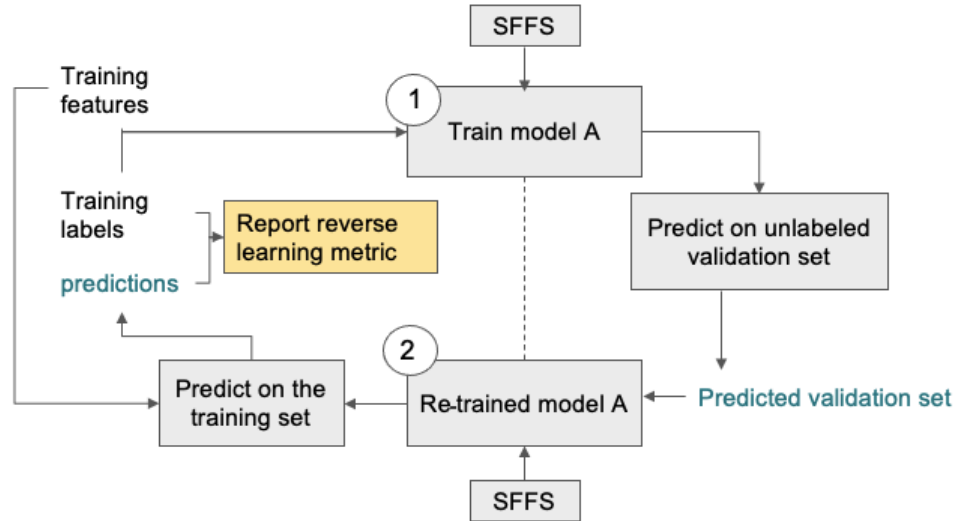 SFFS
Training
features
1
Train model A
Training
labels
Report reverse
learning metric
Predict on unlabeled
validation set
predictions
2
Predict on the
training set
Re-trained model A
Predicted validation set
SFFS